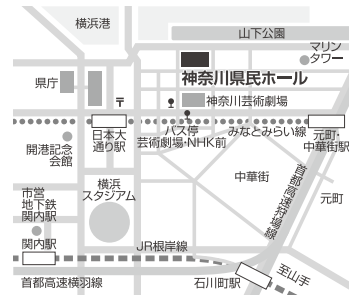 横浜港
山下公園
マリン
タワー
神奈川県民ホール
県庁
神奈川芸術劇場
日本大
通り駅
バス停
芸術劇場・NHK前
みなとみらい線
元町・
中華街駅
開港記念
会館
横浜
スタジアム
中華街
元町
首都高速狩場線
市営
地下鉄
関内駅
関内駅
JR根岸線
首都高速横羽線
石川町駅
至山手